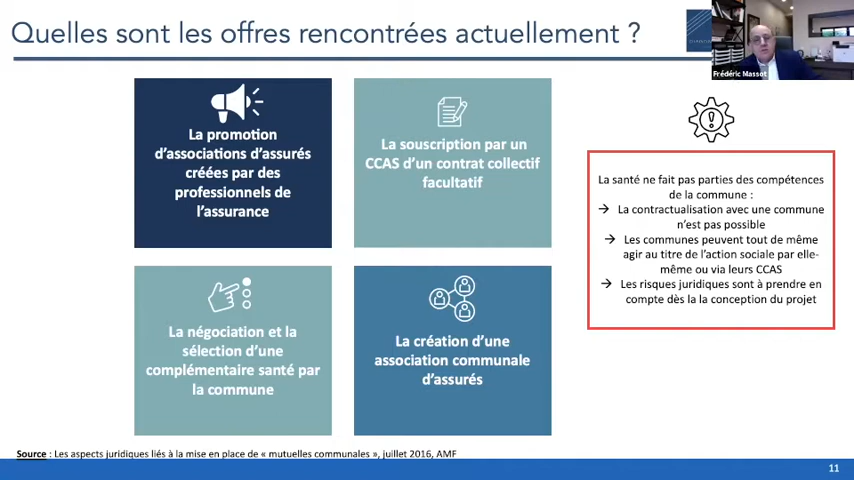 Quelles sont les offres rencontrées actuellement ?
Frédéric Massot
La promotion
d'associations d'assurés
créées par des
professionnels de
l'assurance
La souscription par un
CCAS d'un contrat collectif
facultatif
La négociation et la
sélection d'une
complémentaire santé par
la commune
La création d'une
association communale
d'assurés
La santé ne fait pas parties des compétences
de la commune :
→ La contractualisation avec une commune
n'est pas possible
→ Les communes peuvent tout de même
agir au titre de l'action sociale par elle-
même ou via leurs CCAS
→ Les risques juridiques sont à prendre en
compte dès la la conception du projet
Source : Les aspects juridiques liés à la mise en place de « mutuelles communales », juillet 2016, AMF
11